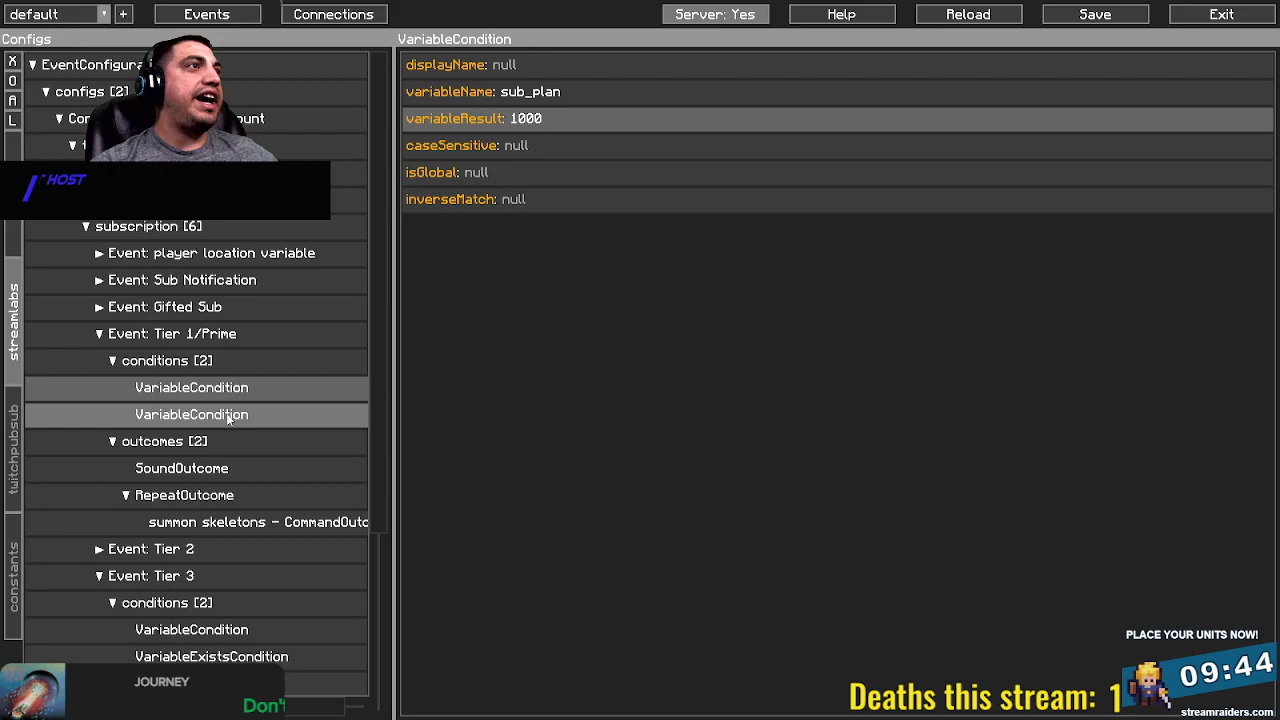 default
+
Events
Connections
Server: Yes
Help
Reload
Save
Exit
Configs
VariableCondition
X
O
A
L
streamlabs
twitchpubsub
constants
EventConfigura
configs [2]
Co
ount
HOST
subscription [6]
Event: player location variable
Event: Sub Notification
Event: Gifted Sub
Event: Tier 1/Prime
conditions [2]
VariableCondition
VariableCondition
outcomes [2]
SoundOutcome
RepeatOutcome
summon skeletons - CommandOutc
Event: Tier 2
Event: Tier 3
conditions [2]
VariableCondition
VariableExistsCondition
displayName: null
variableName: sub_plan
variableResult: 1000
caseSensitive: null
isGlobal: null
inverseMatch: null
JOURNEY
Don'
PLACE YOUR UNITS NOW!
09:44
Deaths this stream: 1
streamraiders.com